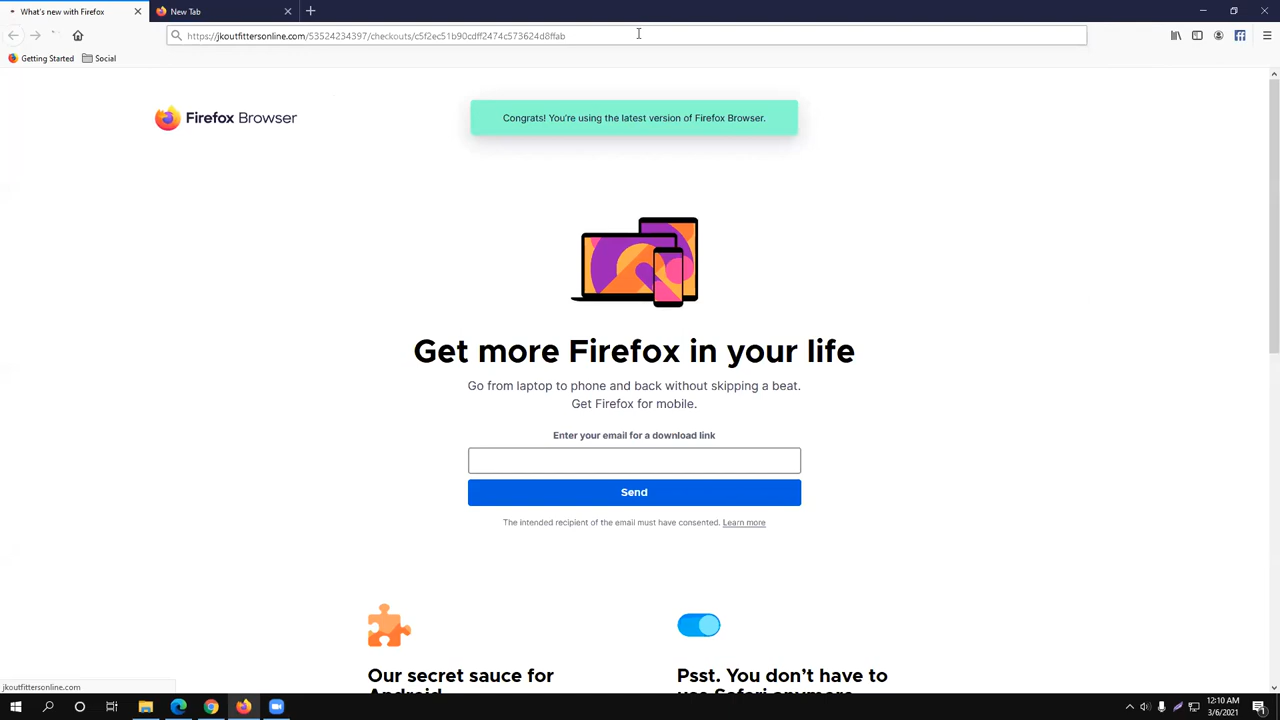 What's new with Firefox
New Tab
https://jkoutfittersonline.com/53524234397/checkouts/c5f2ec51b90cdff2474c573624d8ffab
Getting Started
Social
Firefox Browser
Congrats! You're using the latest version of Firefox Browser.
Get more Firefox in your life
Go from laptop to phone and back without skipping a beat.
Get Firefox for mobile.
Enter your email for a download link
Send
The intended recipient of the email must have consented. Learn more
Our secret sauce for
Android
Psst. You don't have to
use Safari anymore
jkoutfittersonline.com
12:10 AM
3/6/2021